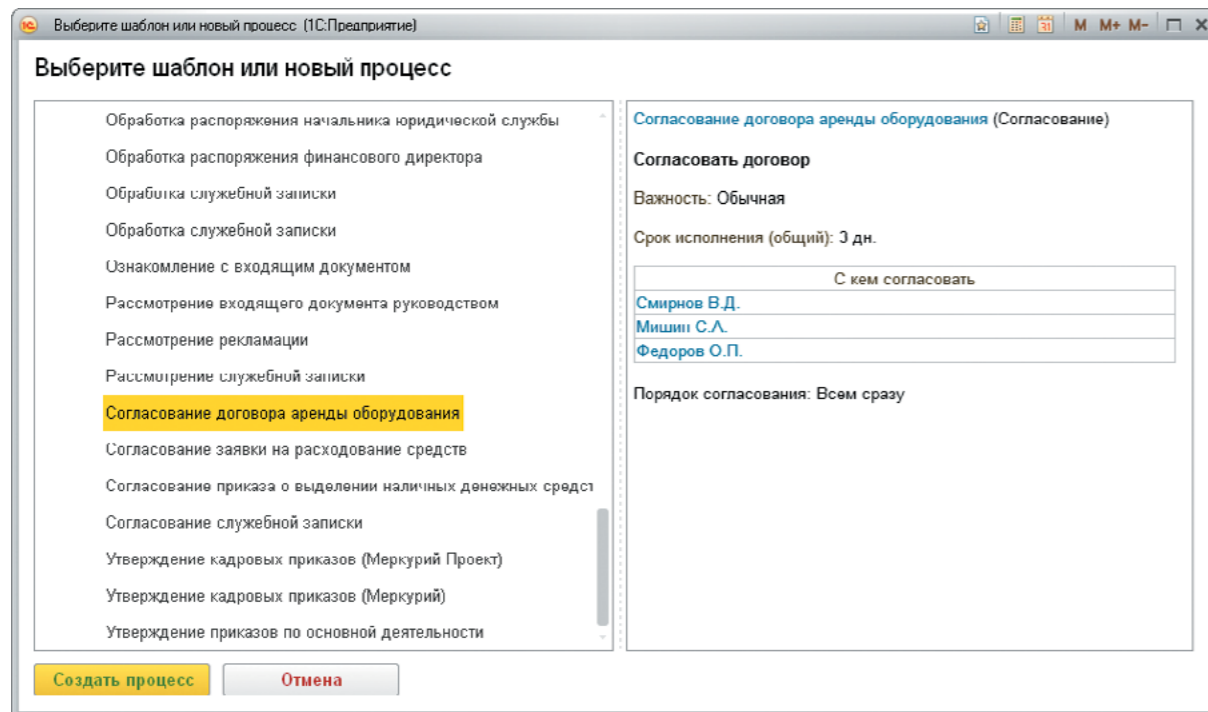 Выберите шаблон или новый процесс (1С:Предприятие)
31 M M+ M-
Выберите шаблон или новый процесс
Обработка распоряжения начальника юридической службы
Обработка распоряжения финансового директора
Обработка служебной записки
Обработка служебной записки
Ознакомление с входящим документом
Рассмотрение входящего документа руководством
Рассмотрение рекламации
Рассмотрение служебной записки
Согласование договора аренды оборудования
Согласование заявки на расходование средств
Согласование приказа о выделении наличных денежных средст
Согласование служебной записки
Утверждение кадровых приказов (Меркурий Проект)
Утверждение кадровых приказов (Меркурий)
Утверждение приказов по основной деятельности
Согласование договора аренды оборудования (Согласование)
Согласовать договор
Важность: Обычная
Срок исполнения (общий): 3 дн.
С кем согласовать
Смирнов В.Д.
Мишин С.Л.
Федоров О.П.
Порядок согласования: Всем сразу
Создать процесс
Отмена